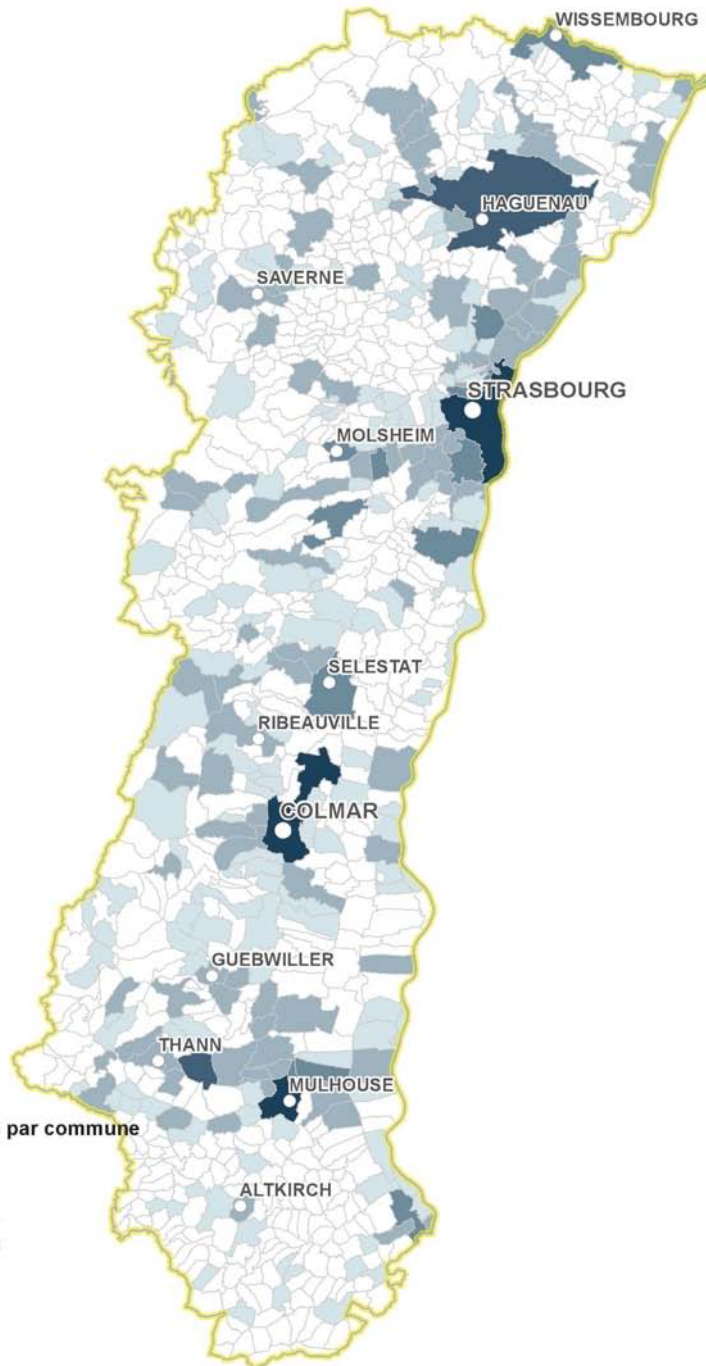 WISSEMBOURG
HAGUENAU
SAVERNE
STRASBOURG
MOLSHEIM
SELESTAT
RIBEAUVILLE
COLMAR
GUEBWILLER
THANN
MULHOUSE
par commune
ALTKIRCH